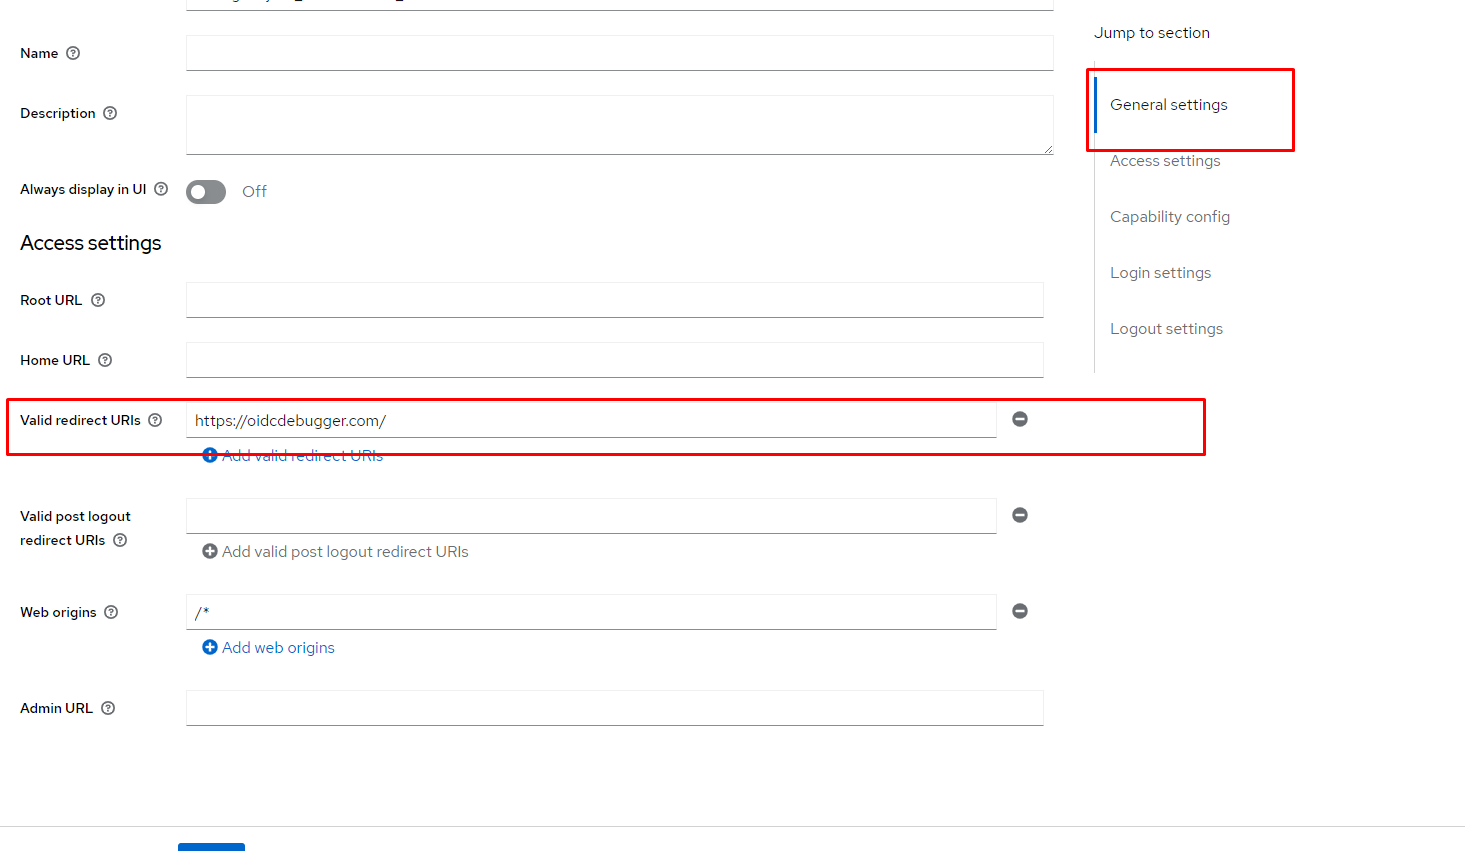 Name
Description
Always display in UI
Off
Access settings
Root URL
Home URL
Valid redirect URIs
https://oidcdebugger.com/
Add valid redirect URIs
Valid post logout
redirect URIs
Add valid post logout redirect URIs
Web origins
/*
Add web origins
Admin URL
Jump to section
General settings
Access settings
Capability config
Login settings
Logout settings